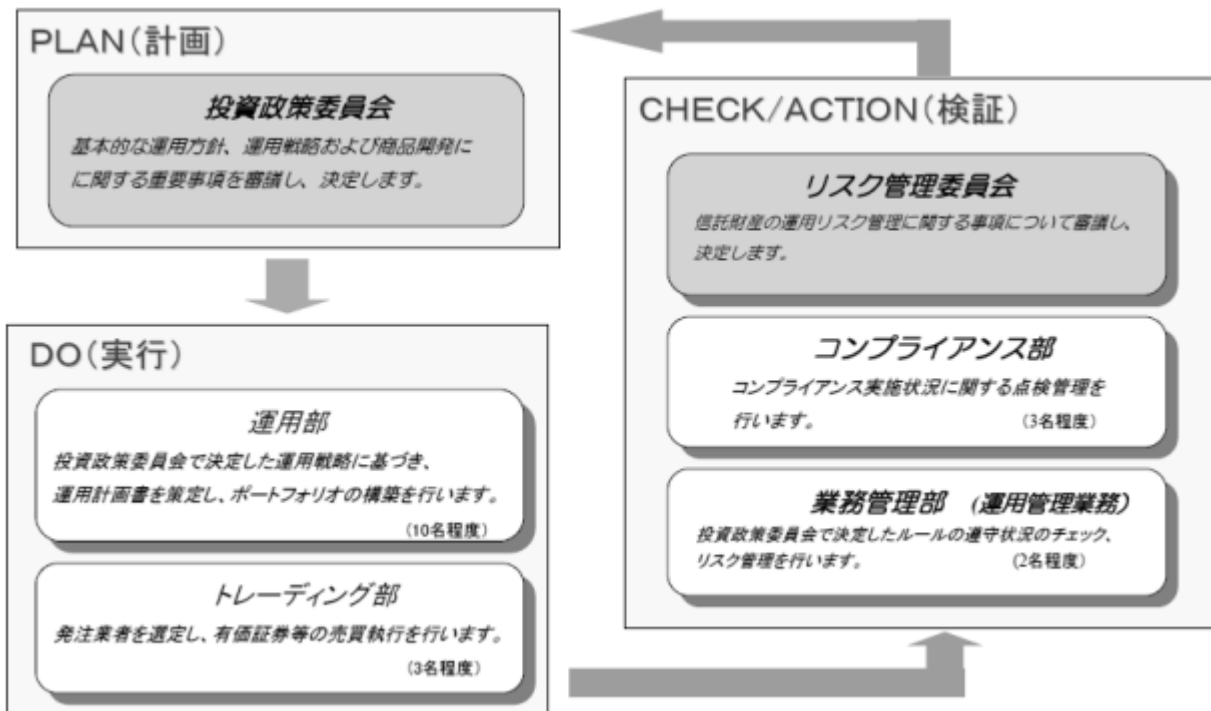 PLAN(計画)
投資政策委員会
基本的な運用方針、運用戦略および商品開発に
に関する重要事項を審議し、決定します。
DO(実行)
運用部
投資政策委員会で決定した運用戦略に基づき、
運用計画書を策定し、ポートフォリオの構築を行います。
(10名程度)
トレーディング部
発注業者を選定し、有価証券等の売買執行を行います。
(3名程度)
CHECK/ACTION(検証)
リスク管理委員会
信託財産の運用リスク管理に関する事項について審議し、
決定します。
コンプライアンス部
コンプライアンス実施状況に関する点検管理を
行います。 (3名程度)
業務管理部 (運用管理業務)
投資政策委員会で決定したルールの遵守状況のチェック、
リスク管理を行います。 (2名程度)